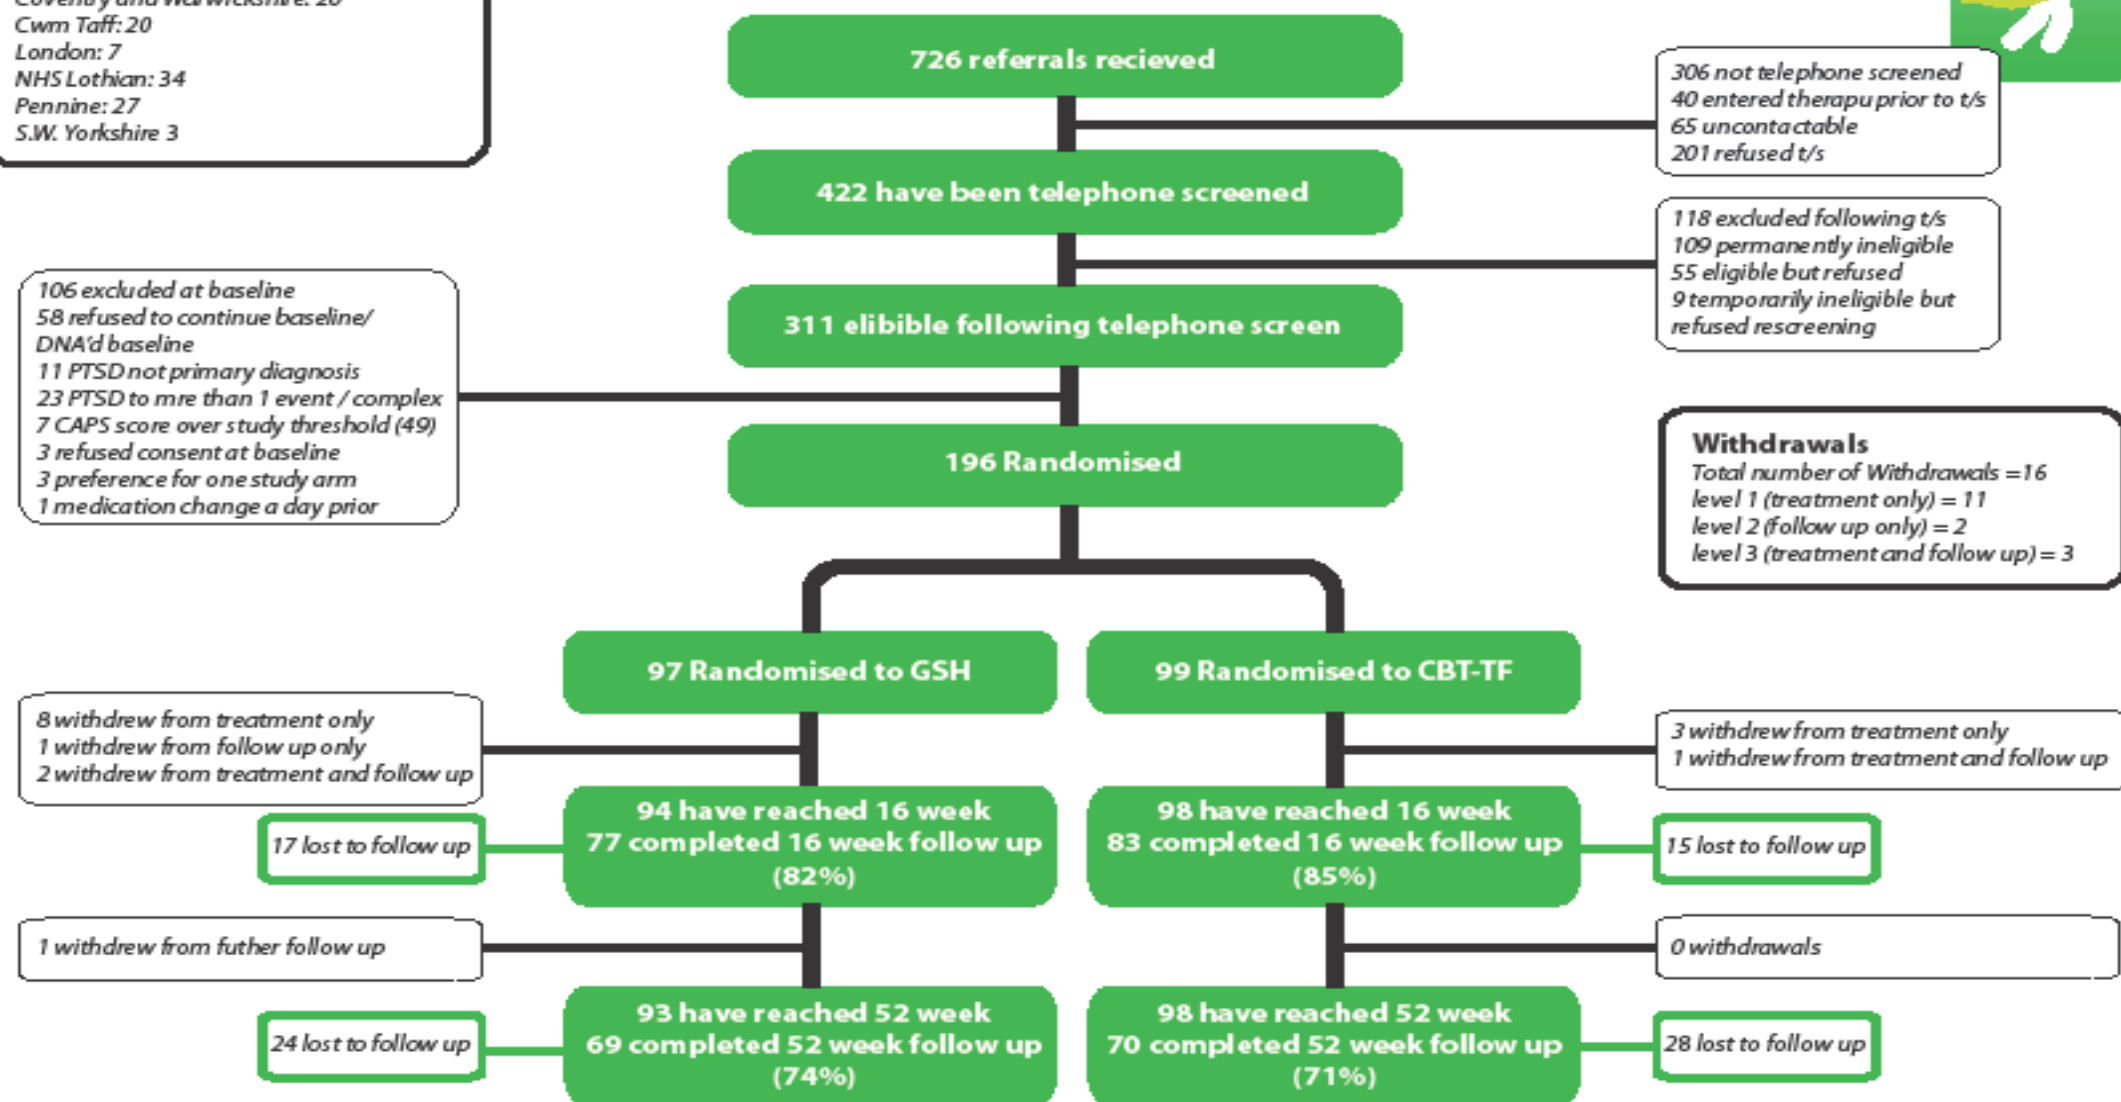 Coventry and Warwickshire: 20
Cwm Taff: 20
London: 7
NHS Lothian: 34
Pennine: 27
S.W. Yorkshire 3
726 referrals recieved
306 not telephone screened
40 entered therapu prior to t/s
65 uncontactable
201 refused t/s
422 have been telephone screened
118 excluded following t/s
109 permanently ineligible
55 eligible but refused
9 temporarily ineligible but
refused rescreening
311 elibible following telephone screen
106 excluded at baseline
58 refused to continue baseline/
DNA'd baseline
11 PTSD not primary diagnosis
23 PTSD to mre than 1 event / complex
7 CAPS score over study threshold (49)
3 refused consent at baseline
3 preference for one study arm
1 medication change a day prior
196 Randomised
Withdrawals
Total number of Withdrawals =16
level 1 (treatment only) = 11
level 2 (follow up only) = 2
level 3 (treatment and follow up) = 3
97 Randomised to GSH
99 Randomised to CBT-TF
8 withdrew from treatment only
1 withdrew from follow up only
2 withdrew from treatment and follow up
3 withdrew from treatment only
1 withdrew from treatment and follow up
94 have reached 16 week
77 completed 16 week follow up
(82%)
98 have reached 16 week
83 completed 16 week follow up
(85%)
17 lost to follow up
15 lost to follow up
1 withdrew from futher follow up
0 withdrawals
93 have reached 52 week
69 completed 52 week follow up
(74%)
98 have reached 52 week
70 completed 52 week follow up
(71%)
24 lost to follow up
28 lost to follow up